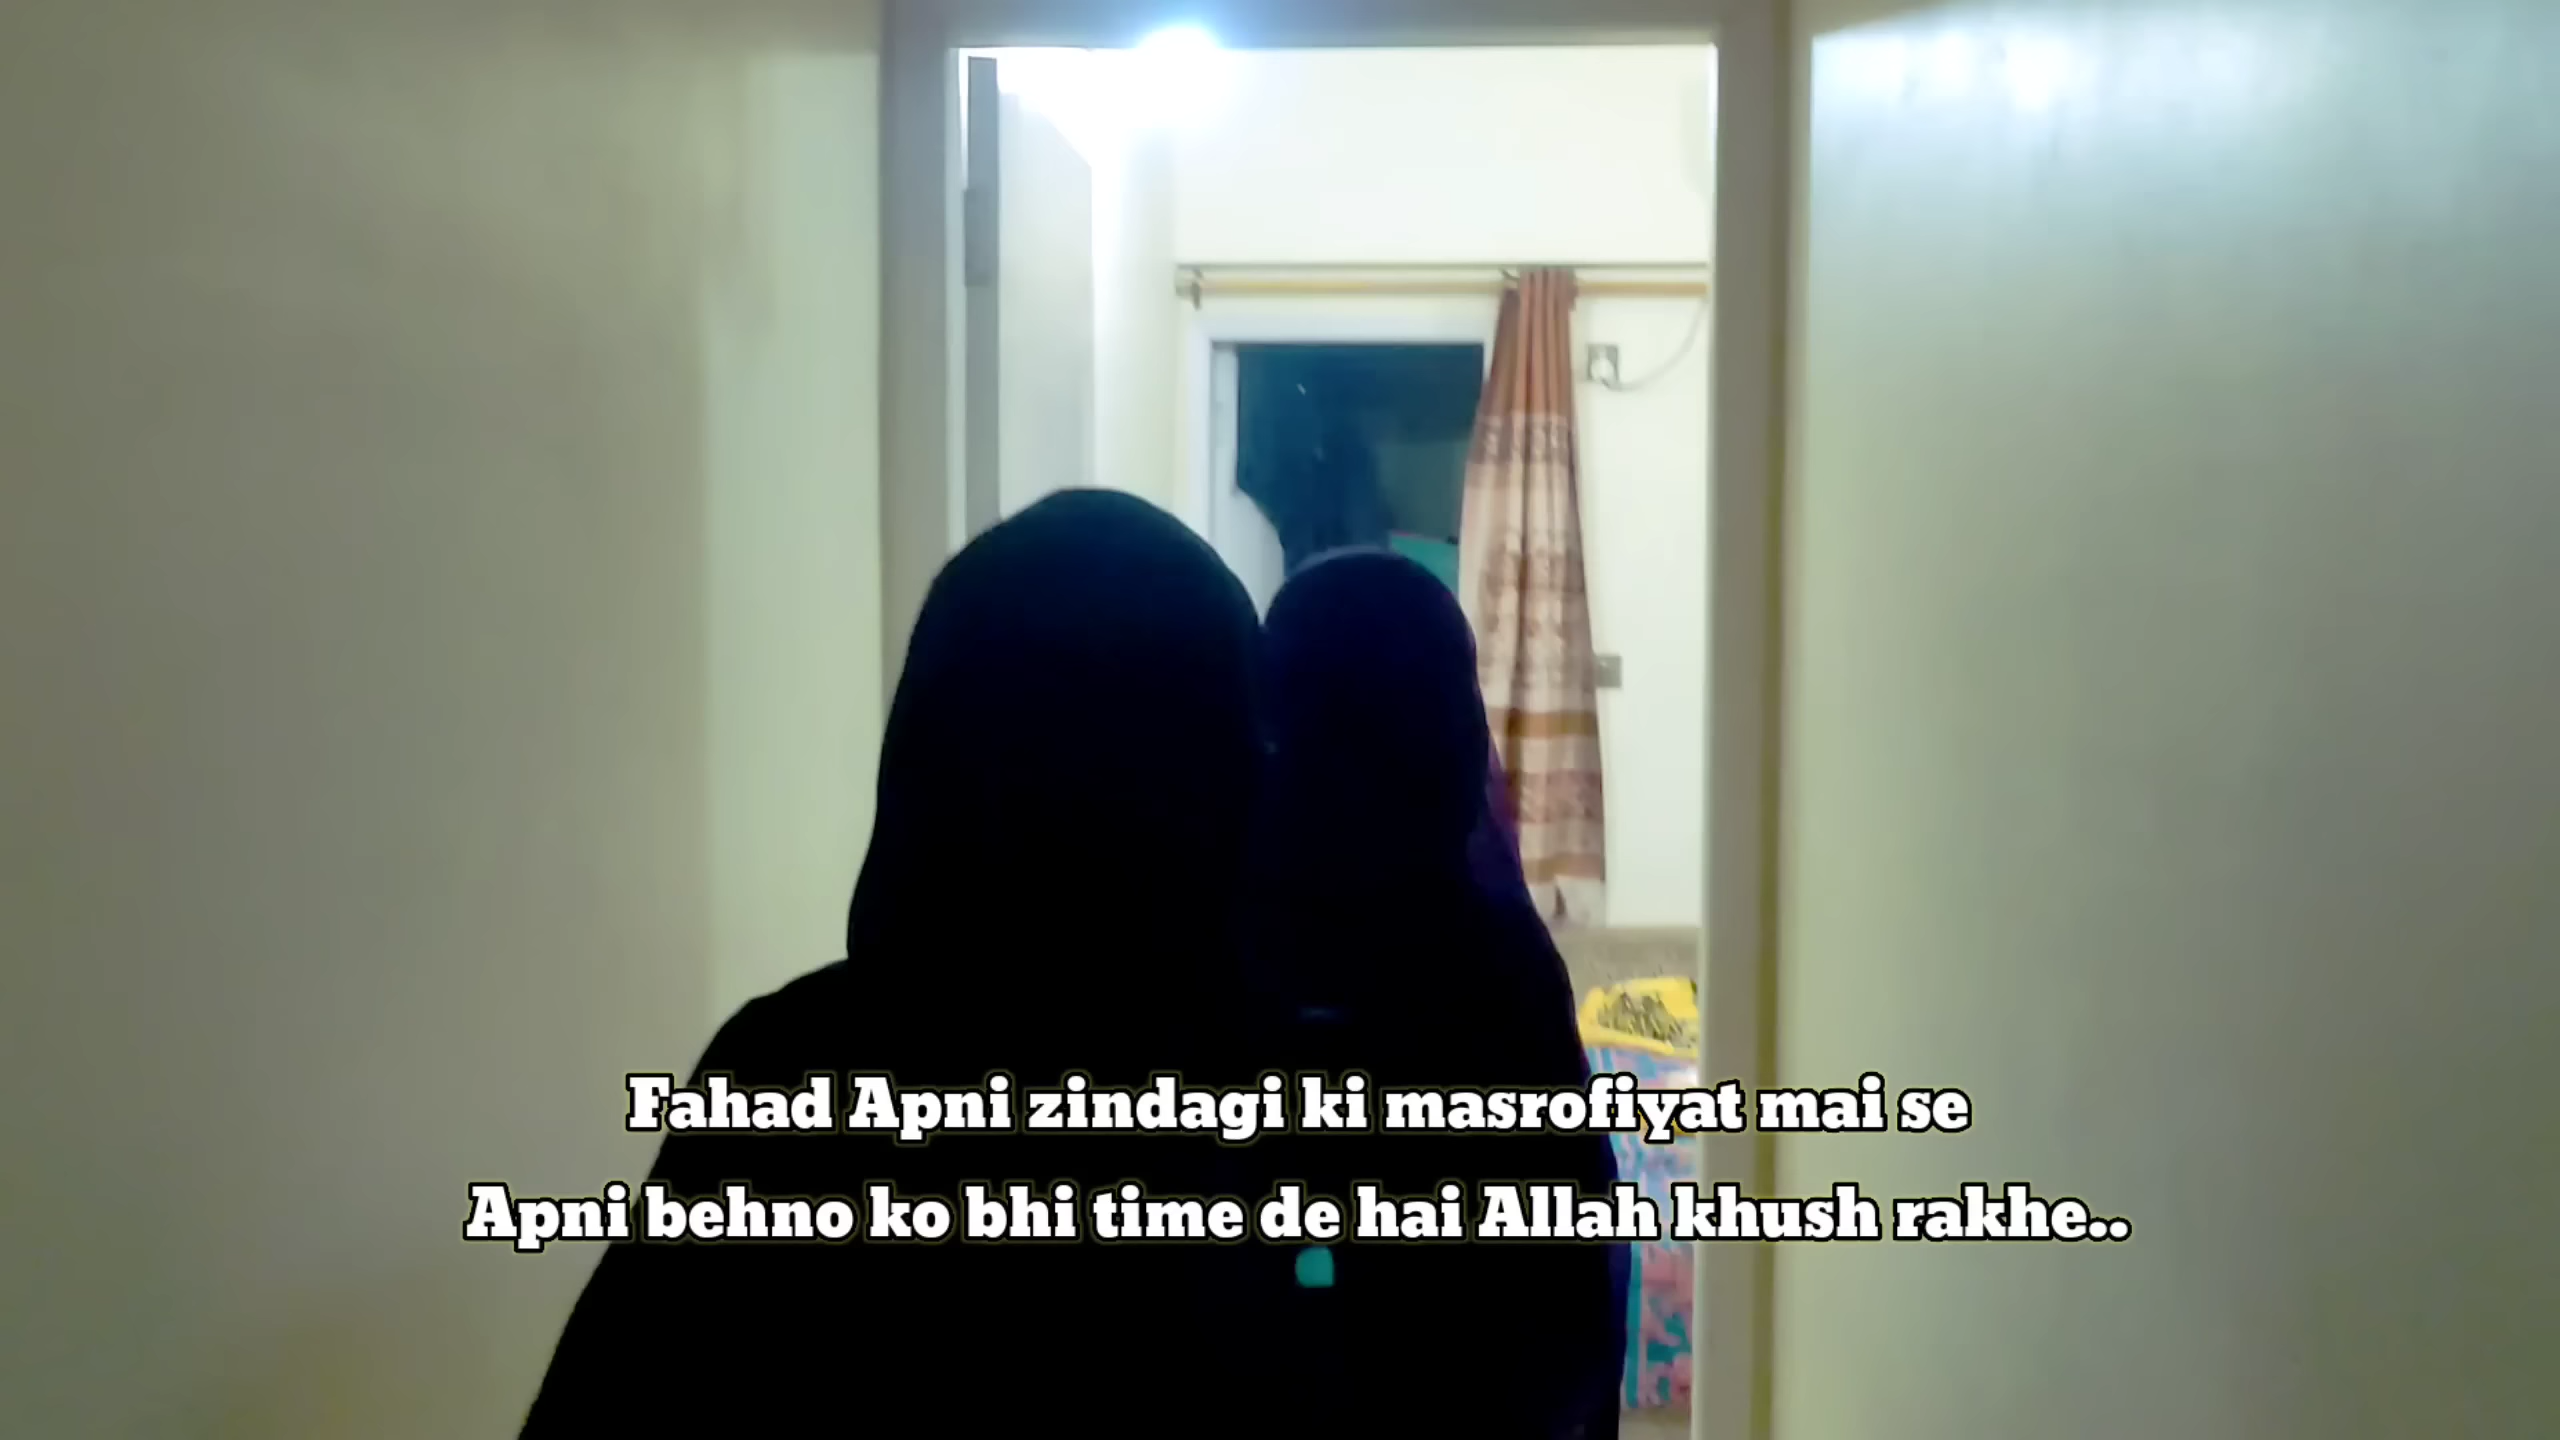 Fahad Apni zindagi ki masrofiyat mai se
Apni behno ko bhi time de hai Allah khush rakhe..